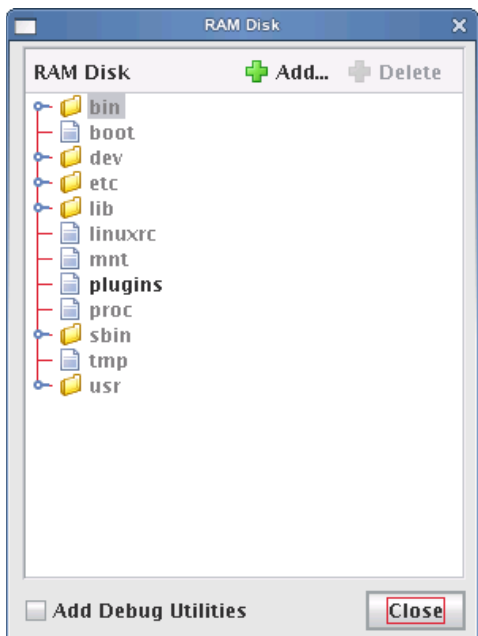 RAM Disk
RAM Disk Add... Delete
bin
boot
dev
etc
lib
linuxrc
mnt
plugins
proc
sbin
tmp
usr
Add Debug Utilities Close